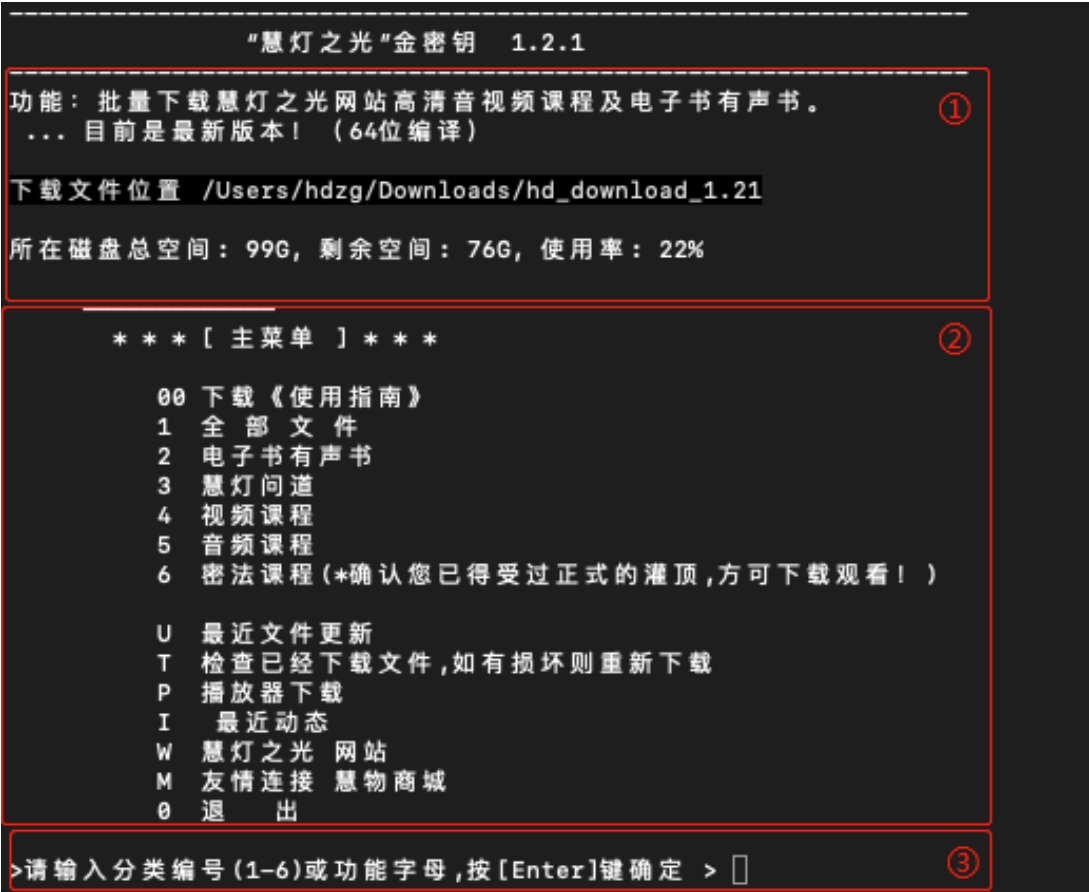 "慧灯之光"金密钥 1.2.1
功能：批量下载慧灯之光网站高清音视频课程及电子书有声书。
①
... 目前是最新版本！（64位编译）
下载文件位置 /Users/hdzg/Downloads/hd_download_1.21
所在磁盘总空间：99G, 剩余空间：76G, 使用率：22%
* * * [ 主菜单 ] * * *
②
00 下载《使用指南》
1 全 部 文 件
2 电子书有声书
3 慧灯问道
4 视频课程
5 音频课程
6 密法课程(*确认您已得受过正式的灌顶,方可下载观看！)
U 最近文件更新
T 检查已经下载文件,如有损坏则重新下载
P 播放器下载
I 最近动态
W 慧灯之光 网站
M 友情连接 慧物商城
0 退 出
>请输入分类编号(1-6)或功能字母,按[Enter]键确定 >
③